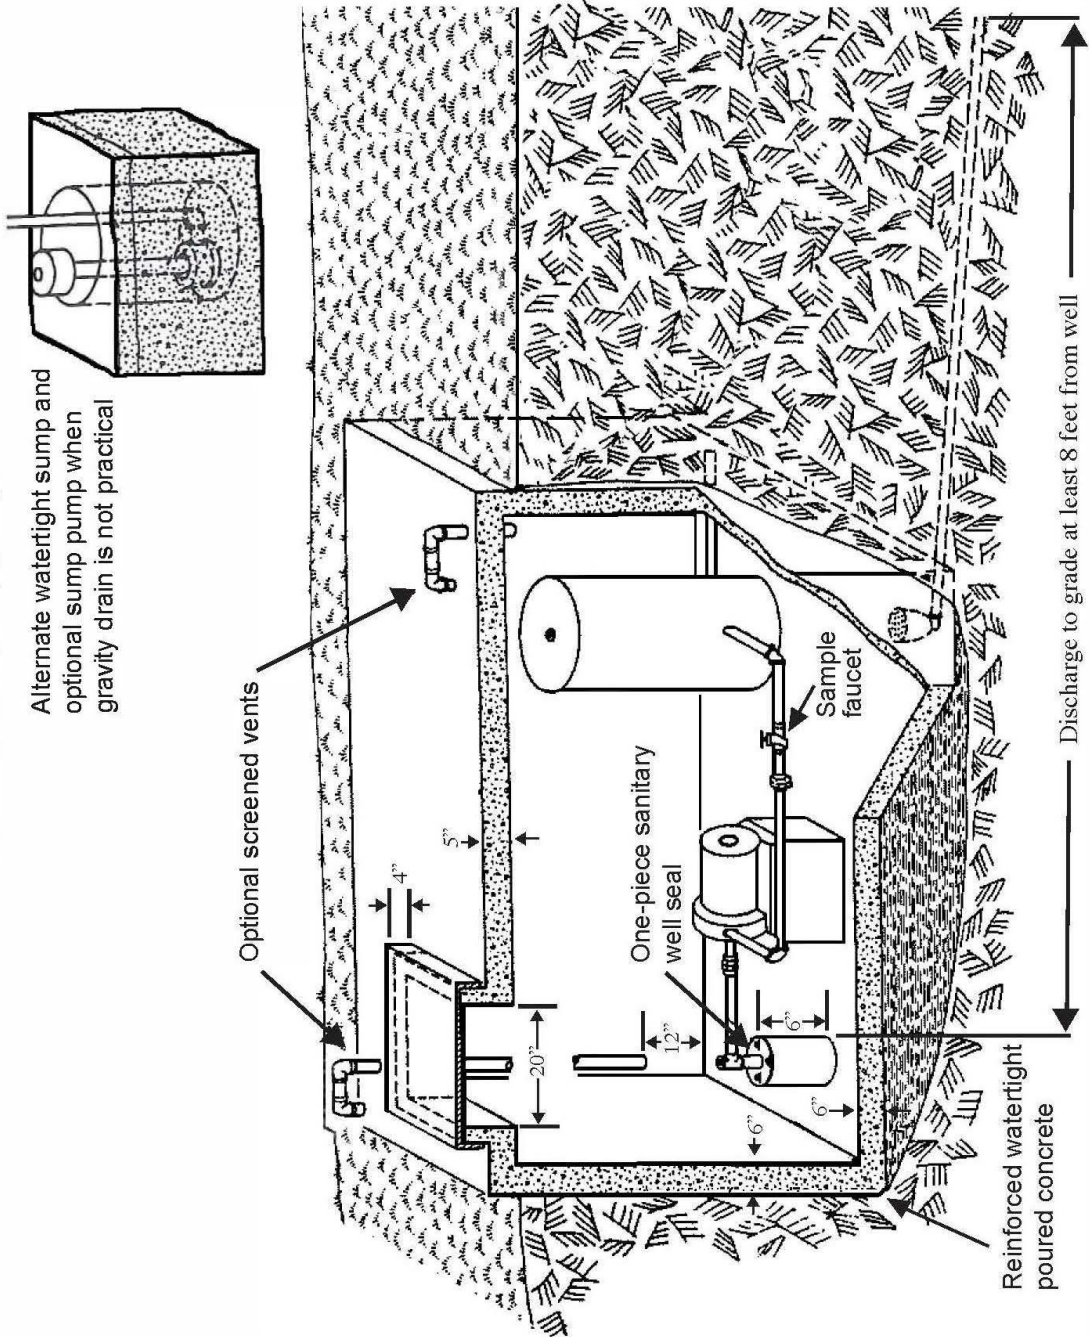 Alternate watertight sump and
optional sump pump when
gravity drain is not practical
Optional screened vents
4”
5”
20”
12”
One-piece sanitary
well seal
6”
Sample
faucet
6”
6”
Reinforced watertight
poured concrete
Discharge to grade at least 8 feet from well